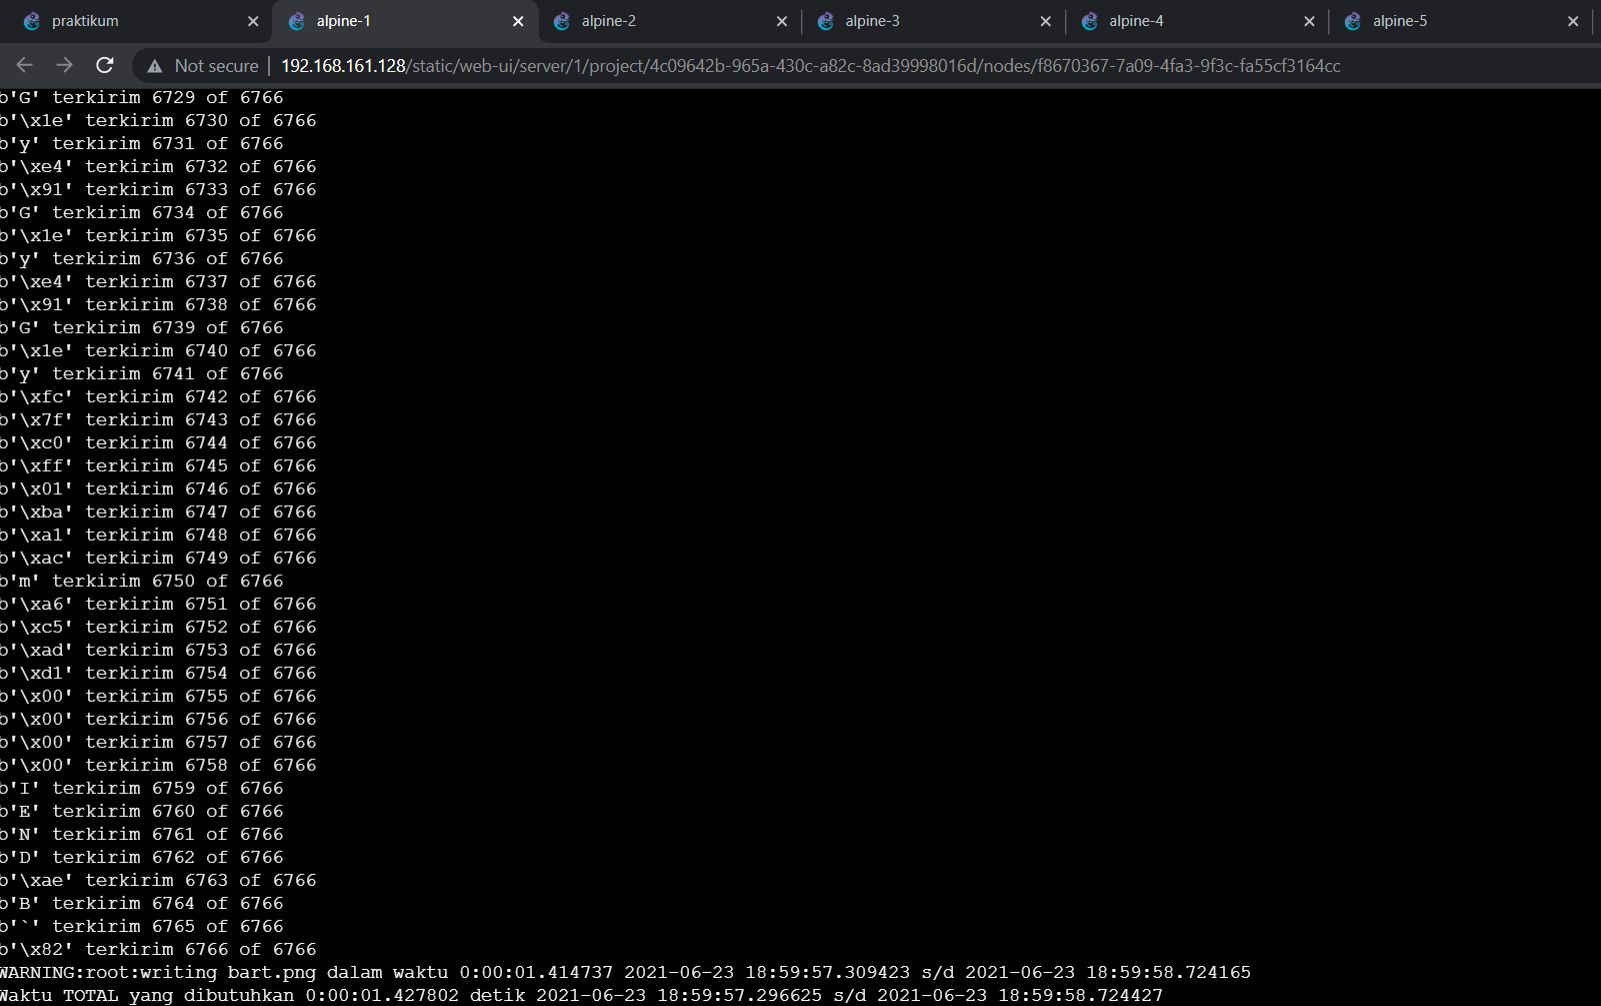 praktikum
alpine-1
alpine-2
alpine-3
alpine-4
alpine-5
Not secure | 192.168.161.128/static/web-ui/server/1/project/4c09642b-965a-430c-a82c-8ad39998016d/nodes/f8670367-7a09-4fa3-9f3c-fa55cf3164cc
b'G' terkirim 6729 of 6766
b'\x1e' terkirim 6730 of 6766
b'y' terkirim 6731 of 6766
b'\xe4' terkirim 6732 of 6766
b'\x91' terkirim 6733 of 6766
b'G' terkirim 6734 of 6766
b'\x1e' terkirim 6735 of 6766
b'y' terkirim 6736 of 6766
b'\xe4' terkirim 6737 of 6766
b'\x91' terkirim 6738 of 6766
b'G' terkirim 6739 of 6766
b'\x1e' terkirim 6740 of 6766
b'y' terkirim 6741 of 6766
b'\xfc' terkirim 6742 of 6766
b'\x7f' terkirim 6743 of 6766
b'\xc0' terkirim 6744 of 6766
b'\xff' terkirim 6745 of 6766
b'\x01' terkirim 6746 of 6766
b'\xba' terkirim 6747 of 6766
b'\xa1' terkirim 6748 of 6766
b'\xac' terkirim 6749 of 6766
b'm' terkirim 6750 of 6766
b'\xa6' terkirim 6751 of 6766
b'\xc5' terkirim 6752 of 6766
b'\xad' terkirim 6753 of 6766
b'\xd1' terkirim 6754 of 6766
b'\x00' terkirim 6755 of 6766
b'\x00' terkirim 6756 of 6766
b'\x00' terkirim 6757 of 6766
b'\x00' terkirim 6758 of 6766
b'I' terkirim 6759 of 6766
b'E' terkirim 6760 of 6766
b'N' terkirim 6761 of 6766
b'D' terkirim 6762 of 6766
b'\xae' terkirim 6763 of 6766
b'B' terkirim 6764 of 6766
b'`' terkirim 6765 of 6766
b'\x82' terkirim 6766 of 6766
WARNING:root:writing bart.png dalam waktu 0:00:01.414737 2021-06-23 18:59:57.309423 s/d 2021-06-23 18:59:58.724165
Waktu TOTAL yang dibutuhkan 0:00:01.427802 detik 2021-06-23 18:59:57.296625 s/d 2021-06-23 18:59:58.724427